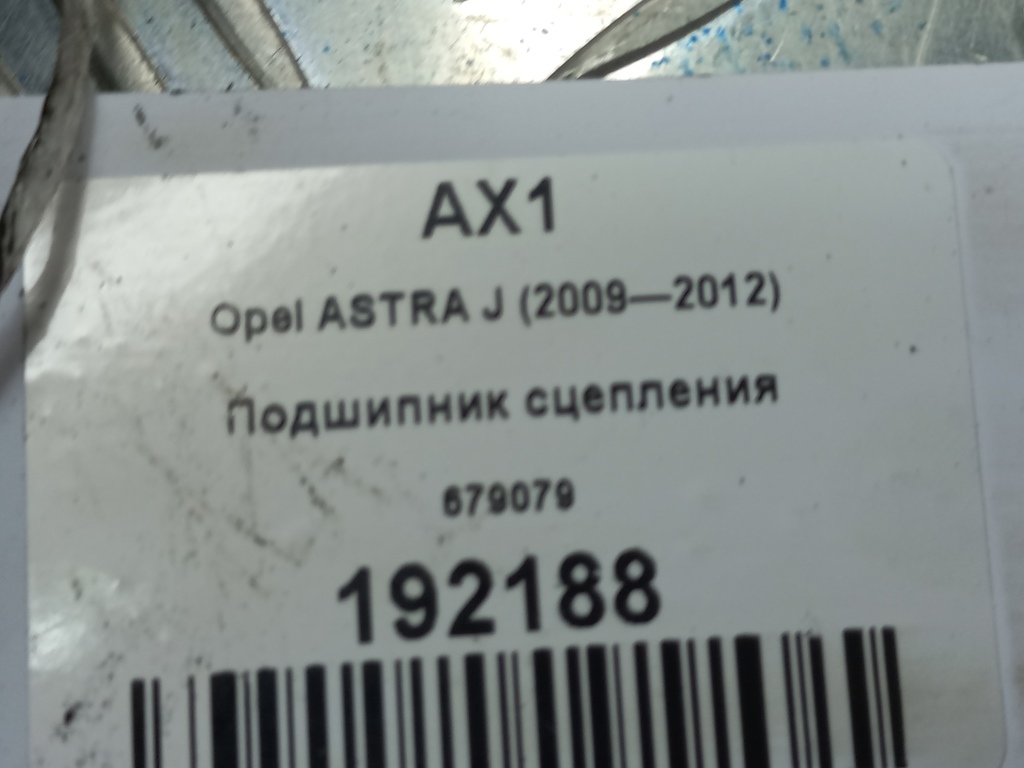 AX1
Opel ASTRA J (2009—2012)
Подшипник сцепления
679079
192188